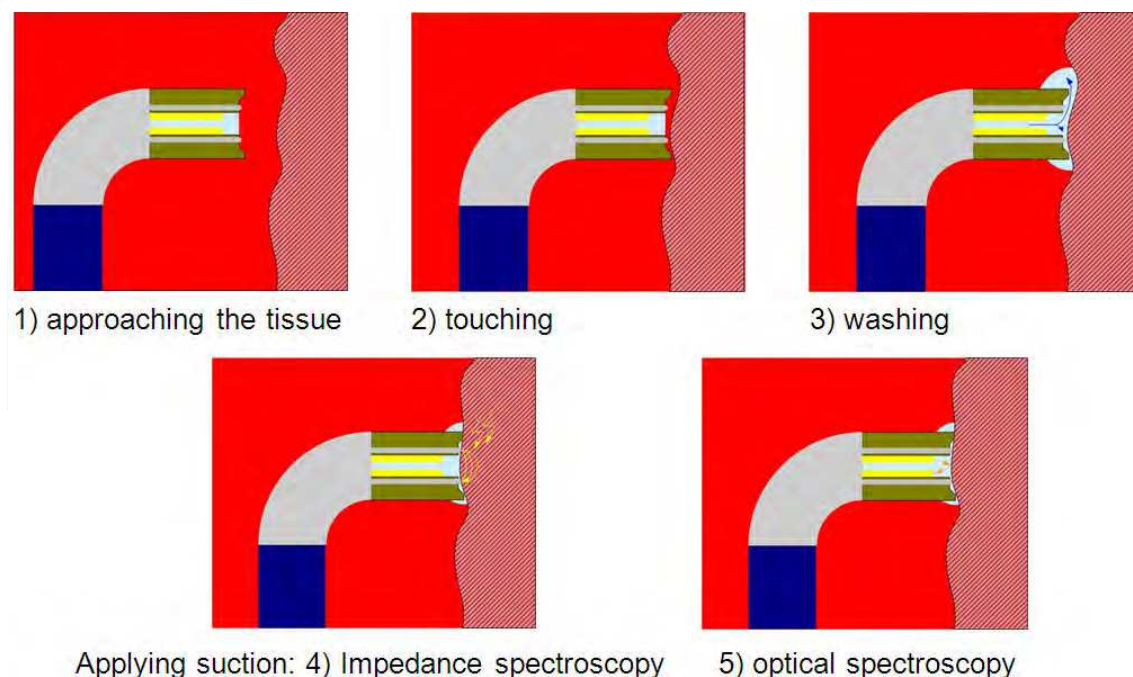 1) approaching the tissue
2) touching
3) washing
Applying suction: 4) Impedance spectroscopy
5) optical spectroscopy